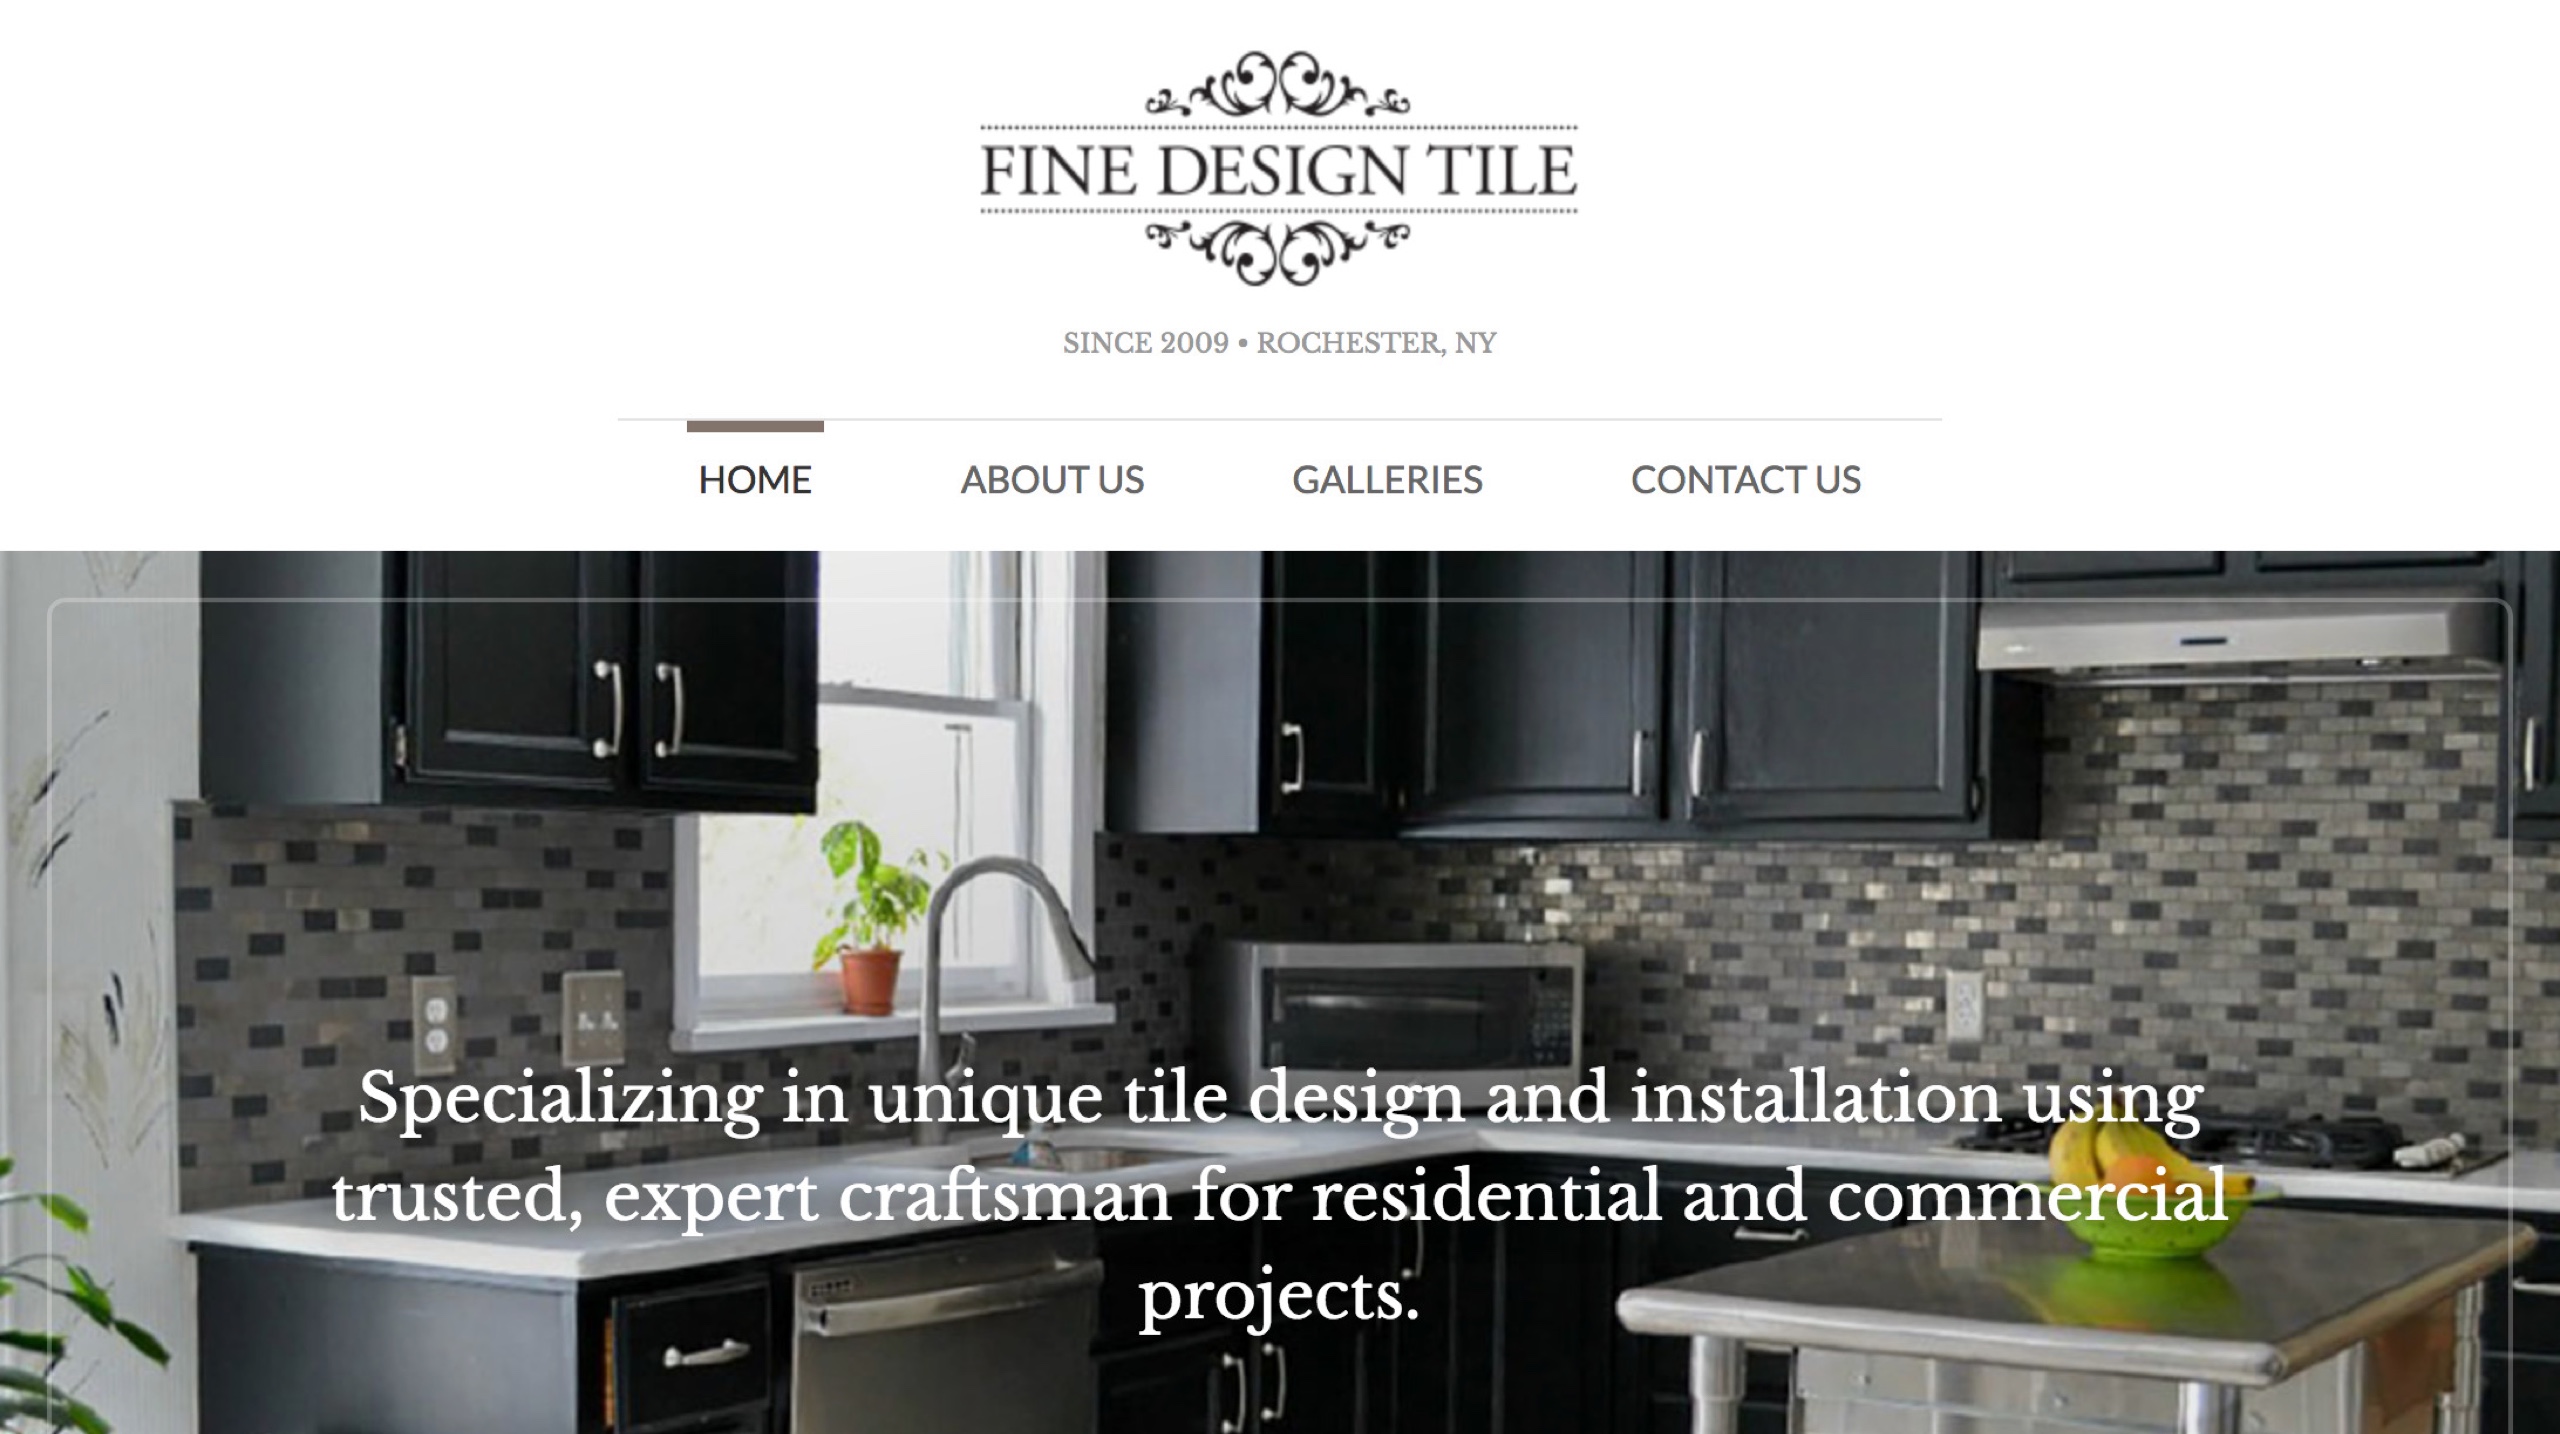 FINE DESIGN TILE
SINCE 2009 • ROCHESTER, NY
HOME
ABOUT US
GALLERIES
CONTACT US
Specializing in unique tile design and installation using
trusted, expert craftsman for residential and commercial
projects.